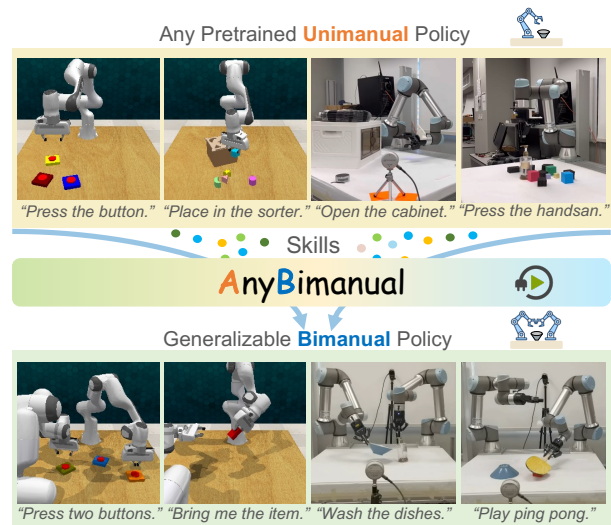 Any Pretrained Unimanual Policy
“Press the button.” “Place in the sorter.” “Open the cabinet.” “Press the handsan.”
Skills
AnyBimanual
Generalizable Bimanual Policy
“Press two buttons.” “Bring me the item.” “Wash the dishes.” “Play ping pong.”